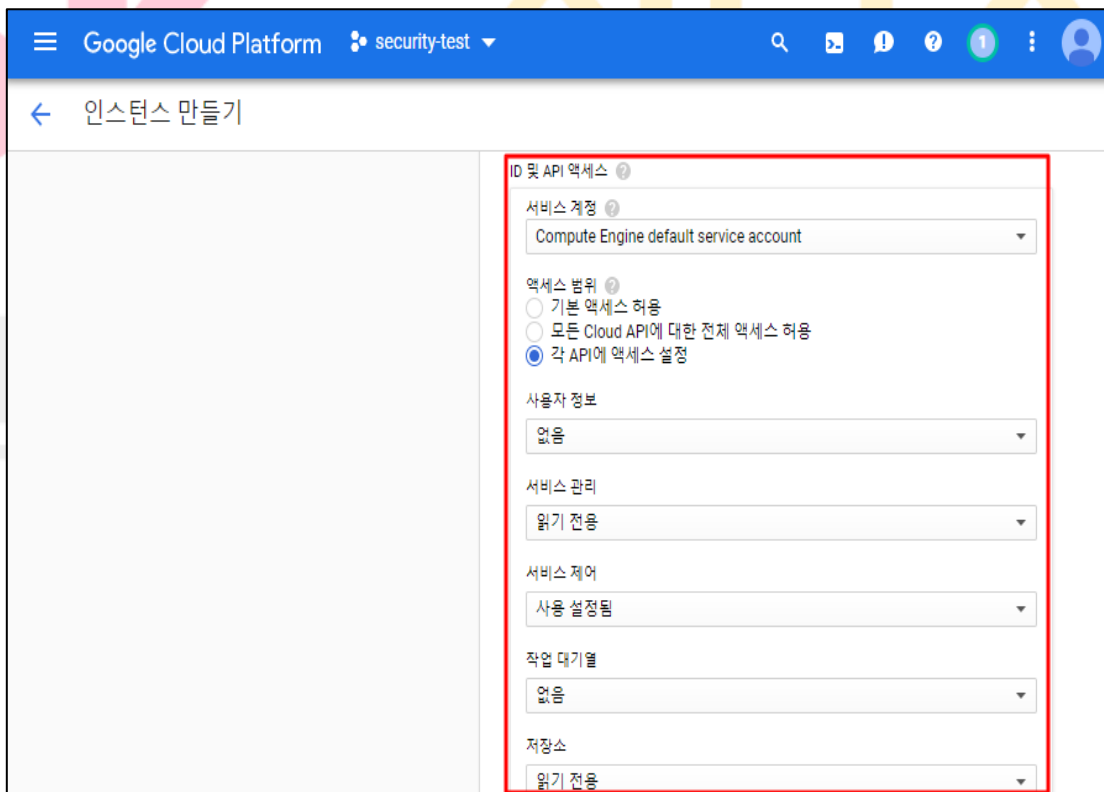 Google Cloud Platform security-test 1
인스턴스 만들기
ID 및 API 액세스
서비스 계정
Compute Engine default service account
액세스 범위
기본 액세스 허용
모든 Cloud API에 대한 전체 액세스 허용
각 API에 액세스 설정
사용자 정보
없음
서비스 관리
읽기 전용
서비스 제어
사용 설정됨
작업 대기열
없음
저장소
읽기 전용